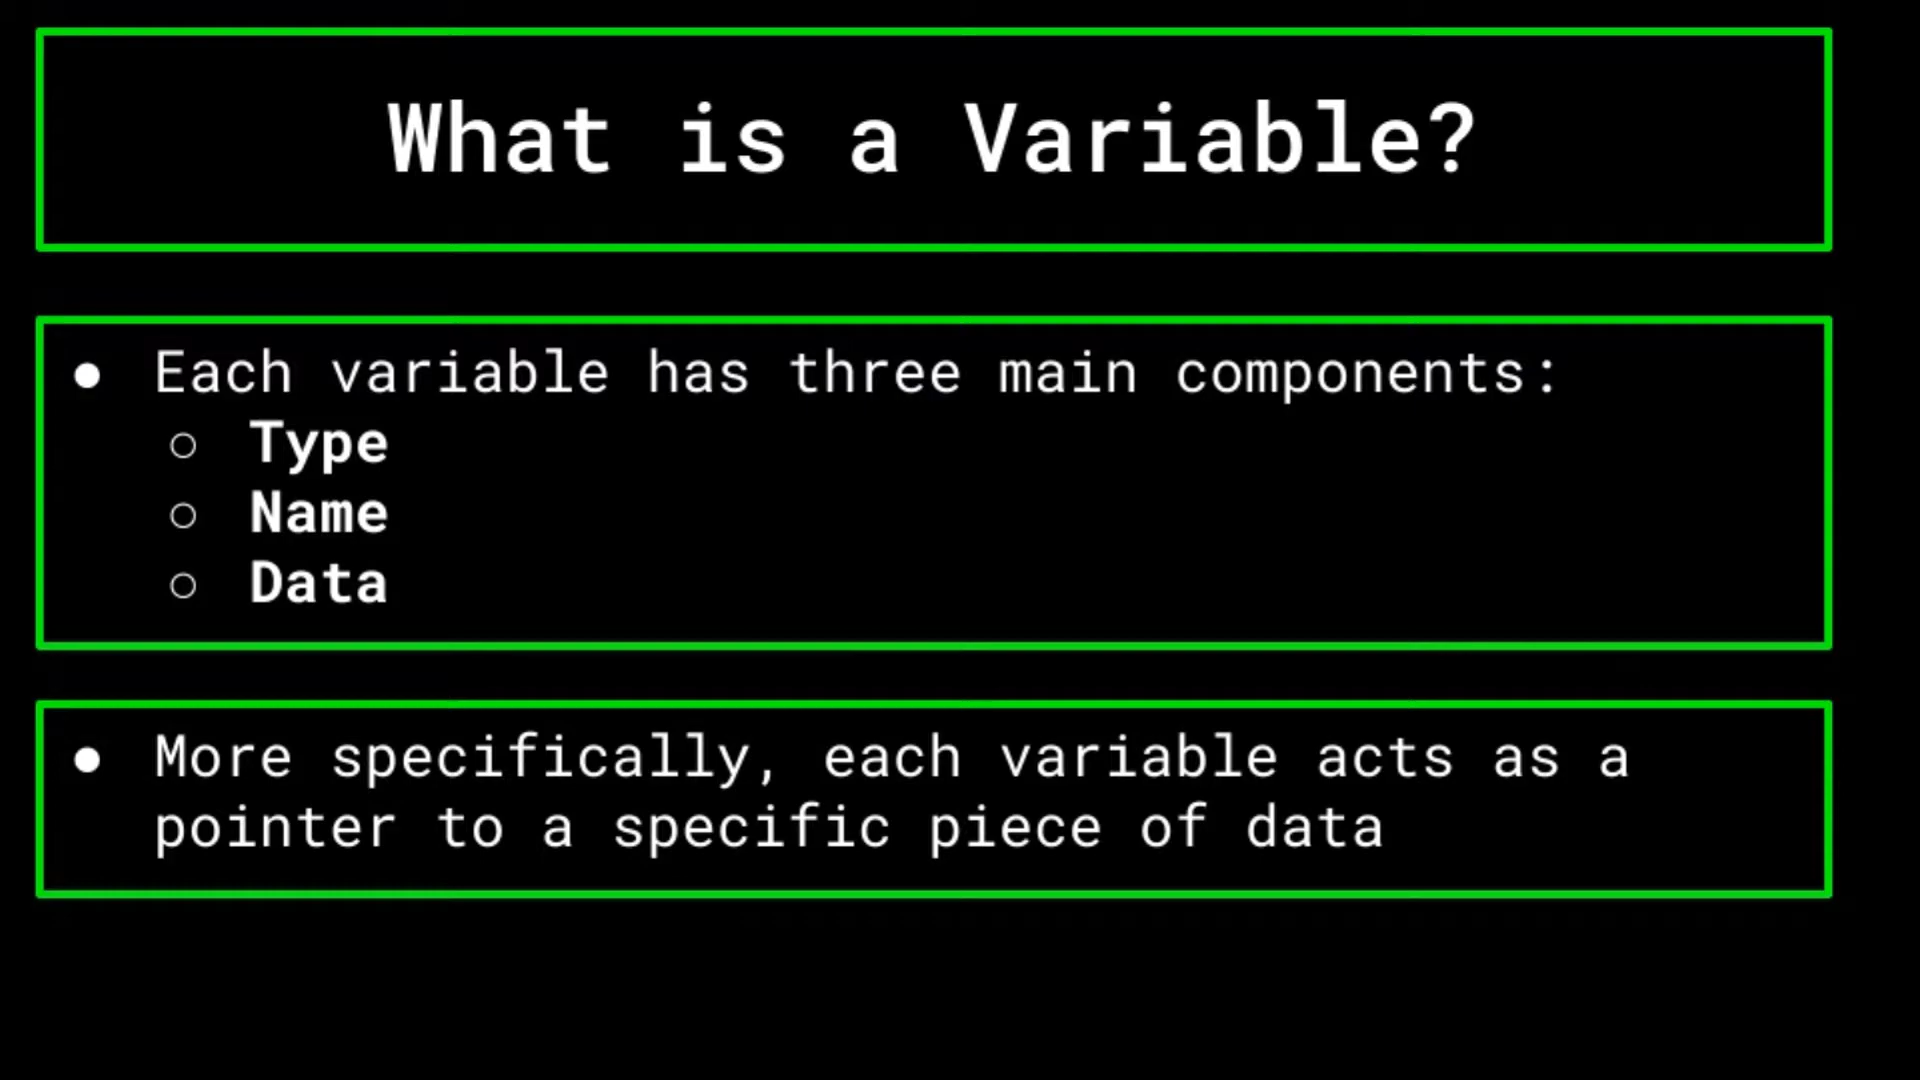 What is a Variable?
● Each variable has three main components:
○ Type
○ Name
○ Data
● More specifically, each variable acts as a
pointer to a specific piece of data